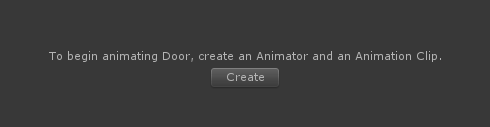 To begin animating Door, create an Animator and an Animation Clip.
Create